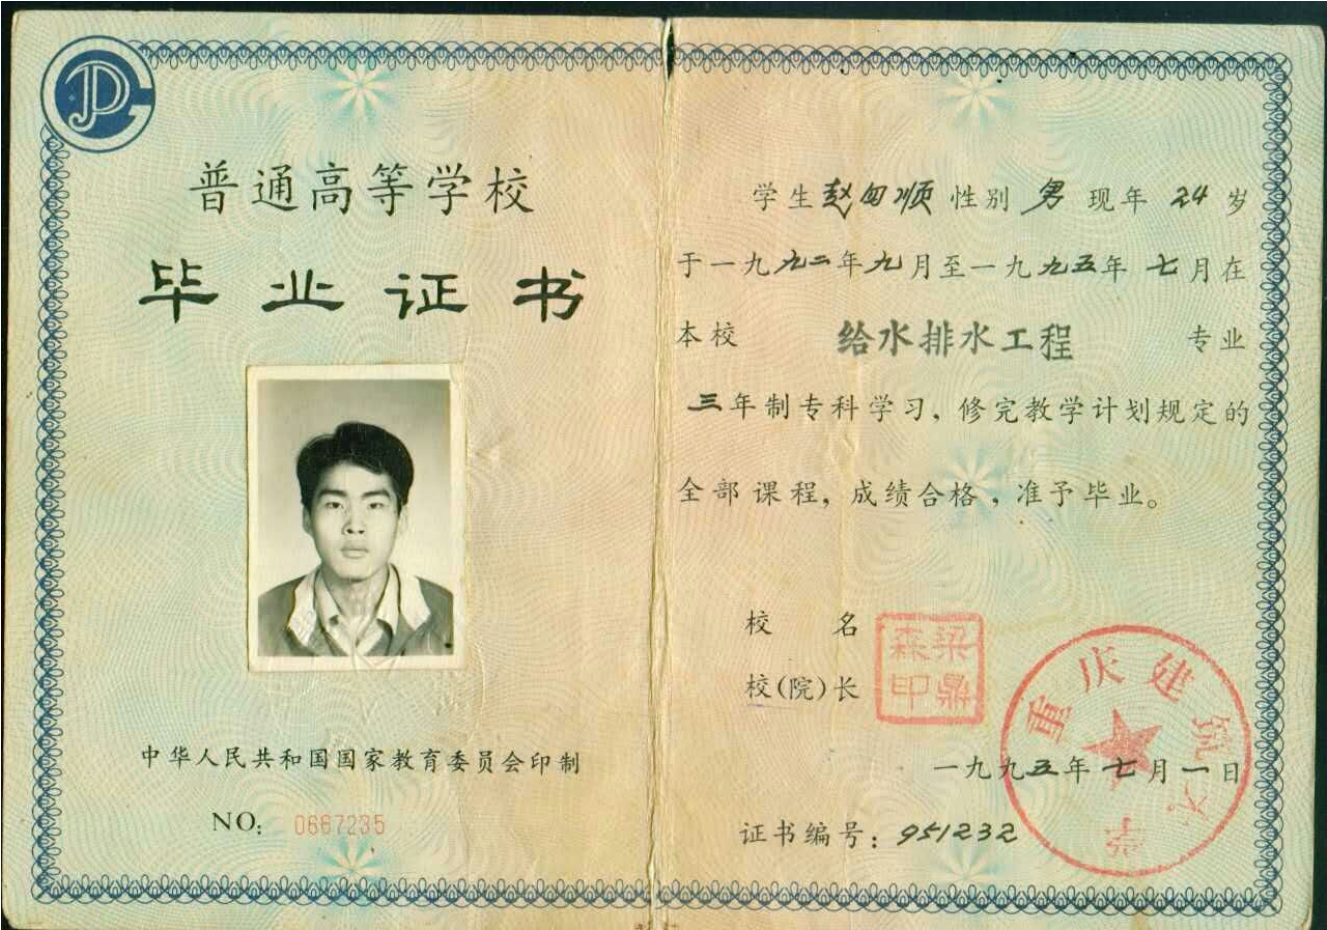 普通高等学校
毕业证书
中华人民共和国国家教育委员会印制
NO: 0667235
学生赵国顺 性别 男 现年 24 岁
于一九九二年九月至一九九五年 七月在
本校 给水排水工程 专业
三年制专科学习，修完教学计划规定的
全部课程，成绩合格，准予毕业。
校 名
校(院)长
梁鼎森印
重庆建筑大学
一九九五年七月一日
证书编号：951232